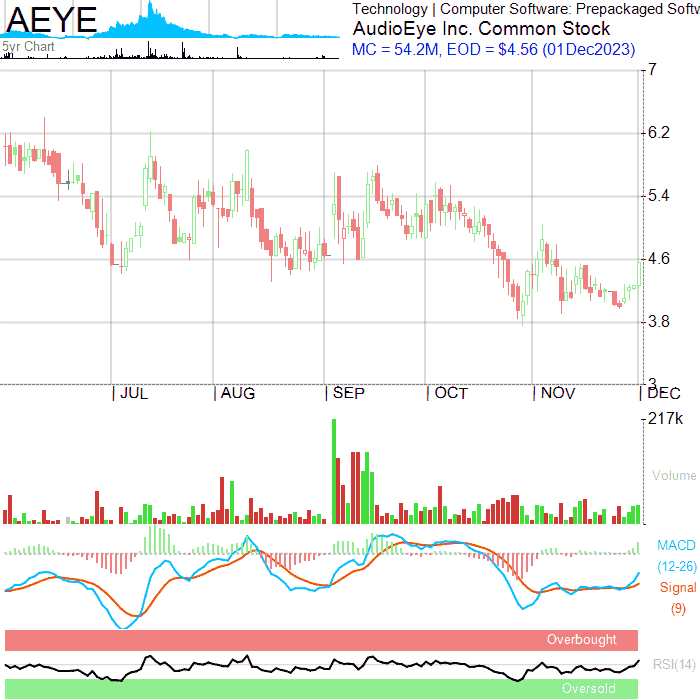 AEYE
5yr Chart
Technology | Computer Software: Prepackaged Softw
AudioEye Inc. Common Stock
MC = 54.2M, EOD = $4.56 (01Dec2023)
7
6.2
5.4
4.6
3.8
3
JUL AUG SEP OCT NOV DEC
217k
Volume
MACD
(12-26)
Signal
(9)
Overbought
RSI(14)
Oversold